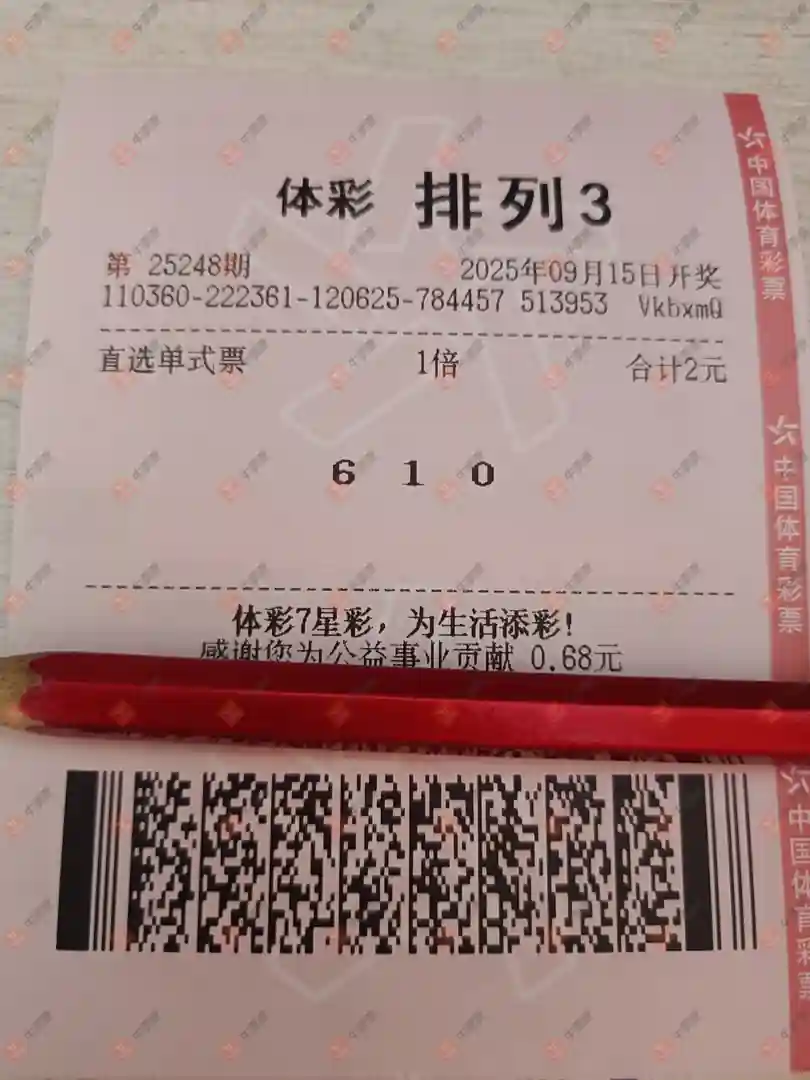 体彩 排列3
第 25248期 2025年09月15日开奖
110360-222361-120625-784457 513953 VkbxmQ
直选单式票 1倍 合计2元
6 1 0
体彩7星彩，为生活添彩！
感谢您为公益事业贡献 0.68元
中国体育彩票
中国体育彩票
中国体育彩票